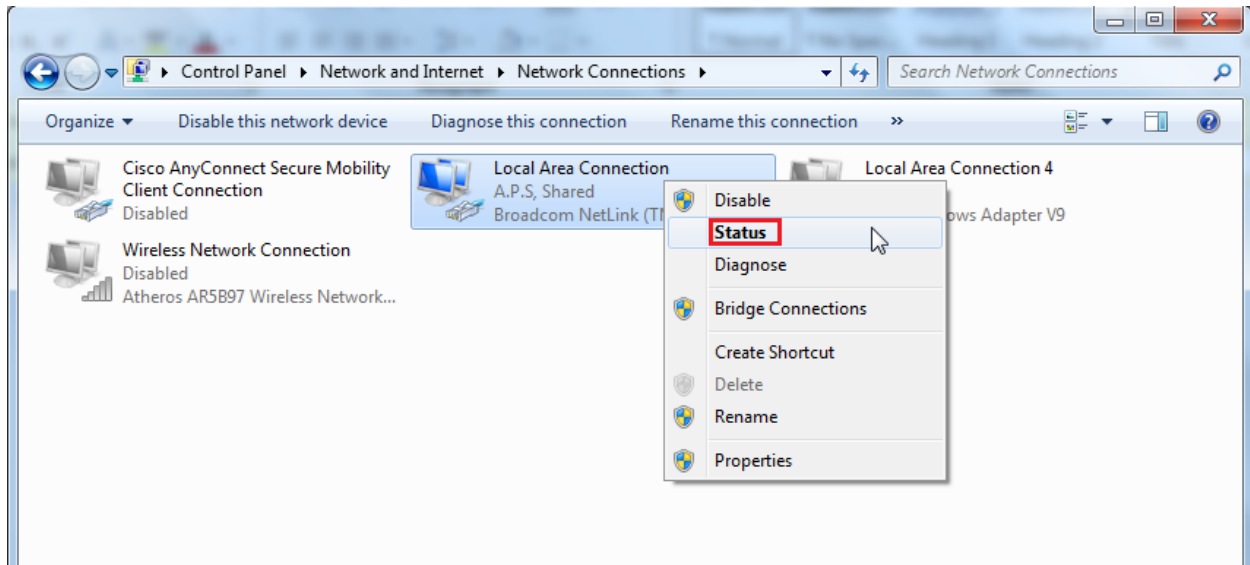 Control Panel ▸ Network and Internet ▸ Network Connections ▸
Search Network Connections
Organize
Disable this network device
Diagnose this connection
Rename this connection
»
Cisco AnyConnect Secure Mobility
Client Connection
Disabled
Local Area Connection
A.P.S, Shared
Broadcom NetLink
Local Area Connection 4
Adapter V9
Wireless Network Connection
Disabled
Atheros AR5B97 Wireless Network...
Disable
Status
Diagnose
Bridge Connections
Create Shortcut
Delete
Rename
Properties